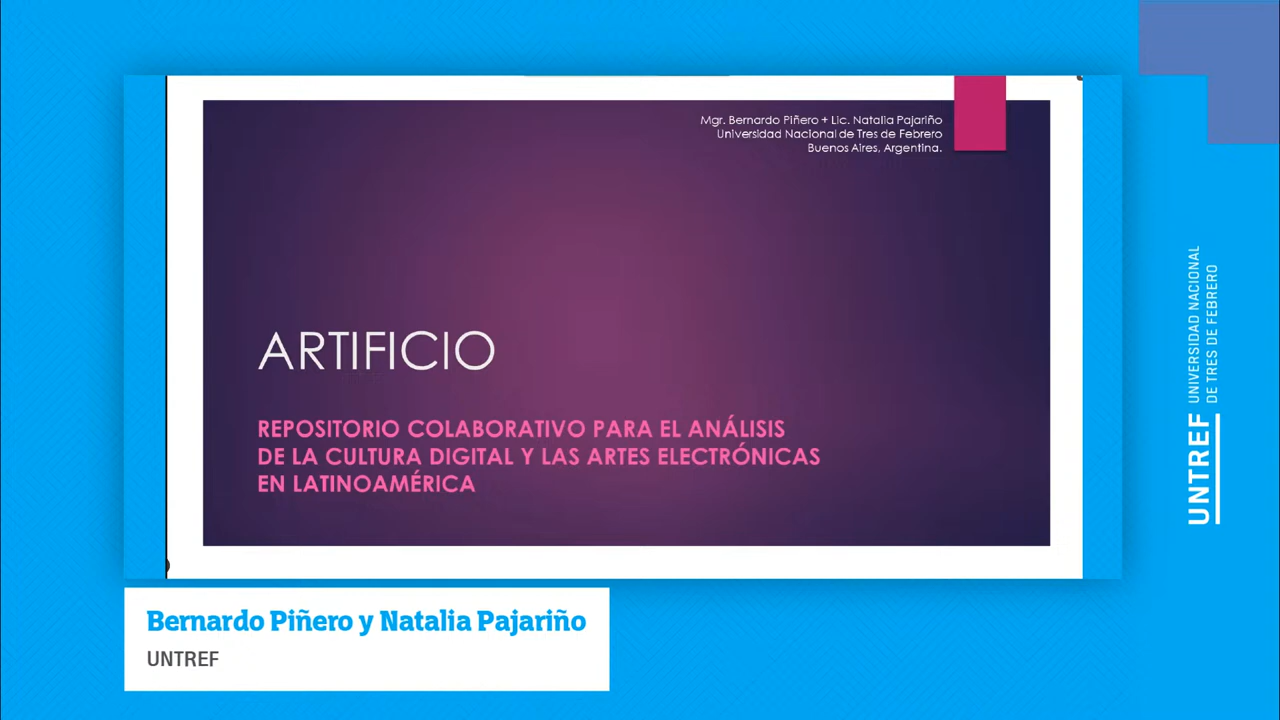 Mgr. Bernardo Piñero + Lic. Natalia Pajariño
Universidad Nacional de Tres de Febrero
Buenos Aires, Argentina.
ARTIFICIO
REPOSITORIO COLABORATIVO PARA EL ANÁLISIS
DE LA CULTURA DIGITAL Y LAS ARTES ELECTRÓNICAS
EN LATINOAMÉRICA
Bernardo Piñero y Natalia Pajariño
UNTREF
UNTREF
UNIVERSIDAD NACIONAL
DE TRES DE FEBRERO